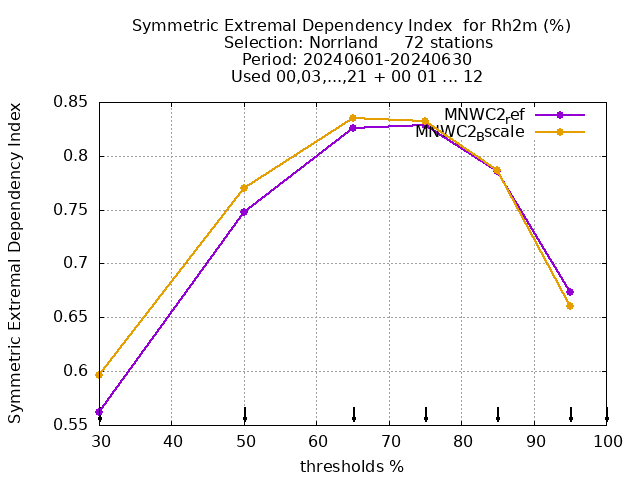 Symmetric Extremal Dependency Index  for Rh2m (%)
Selection: Norrland     72 stations
Period: 20240601-20240630
Used 00,03,...,21 + 00 01 ... 12
Symmetric Extremal Dependency Index
0.85
0.8
0.75
0.7
0.65
0.6
0.55
MNWC2ref
MNWC2Bscale
30 40 50 60 70 80 90 100
thresholds %